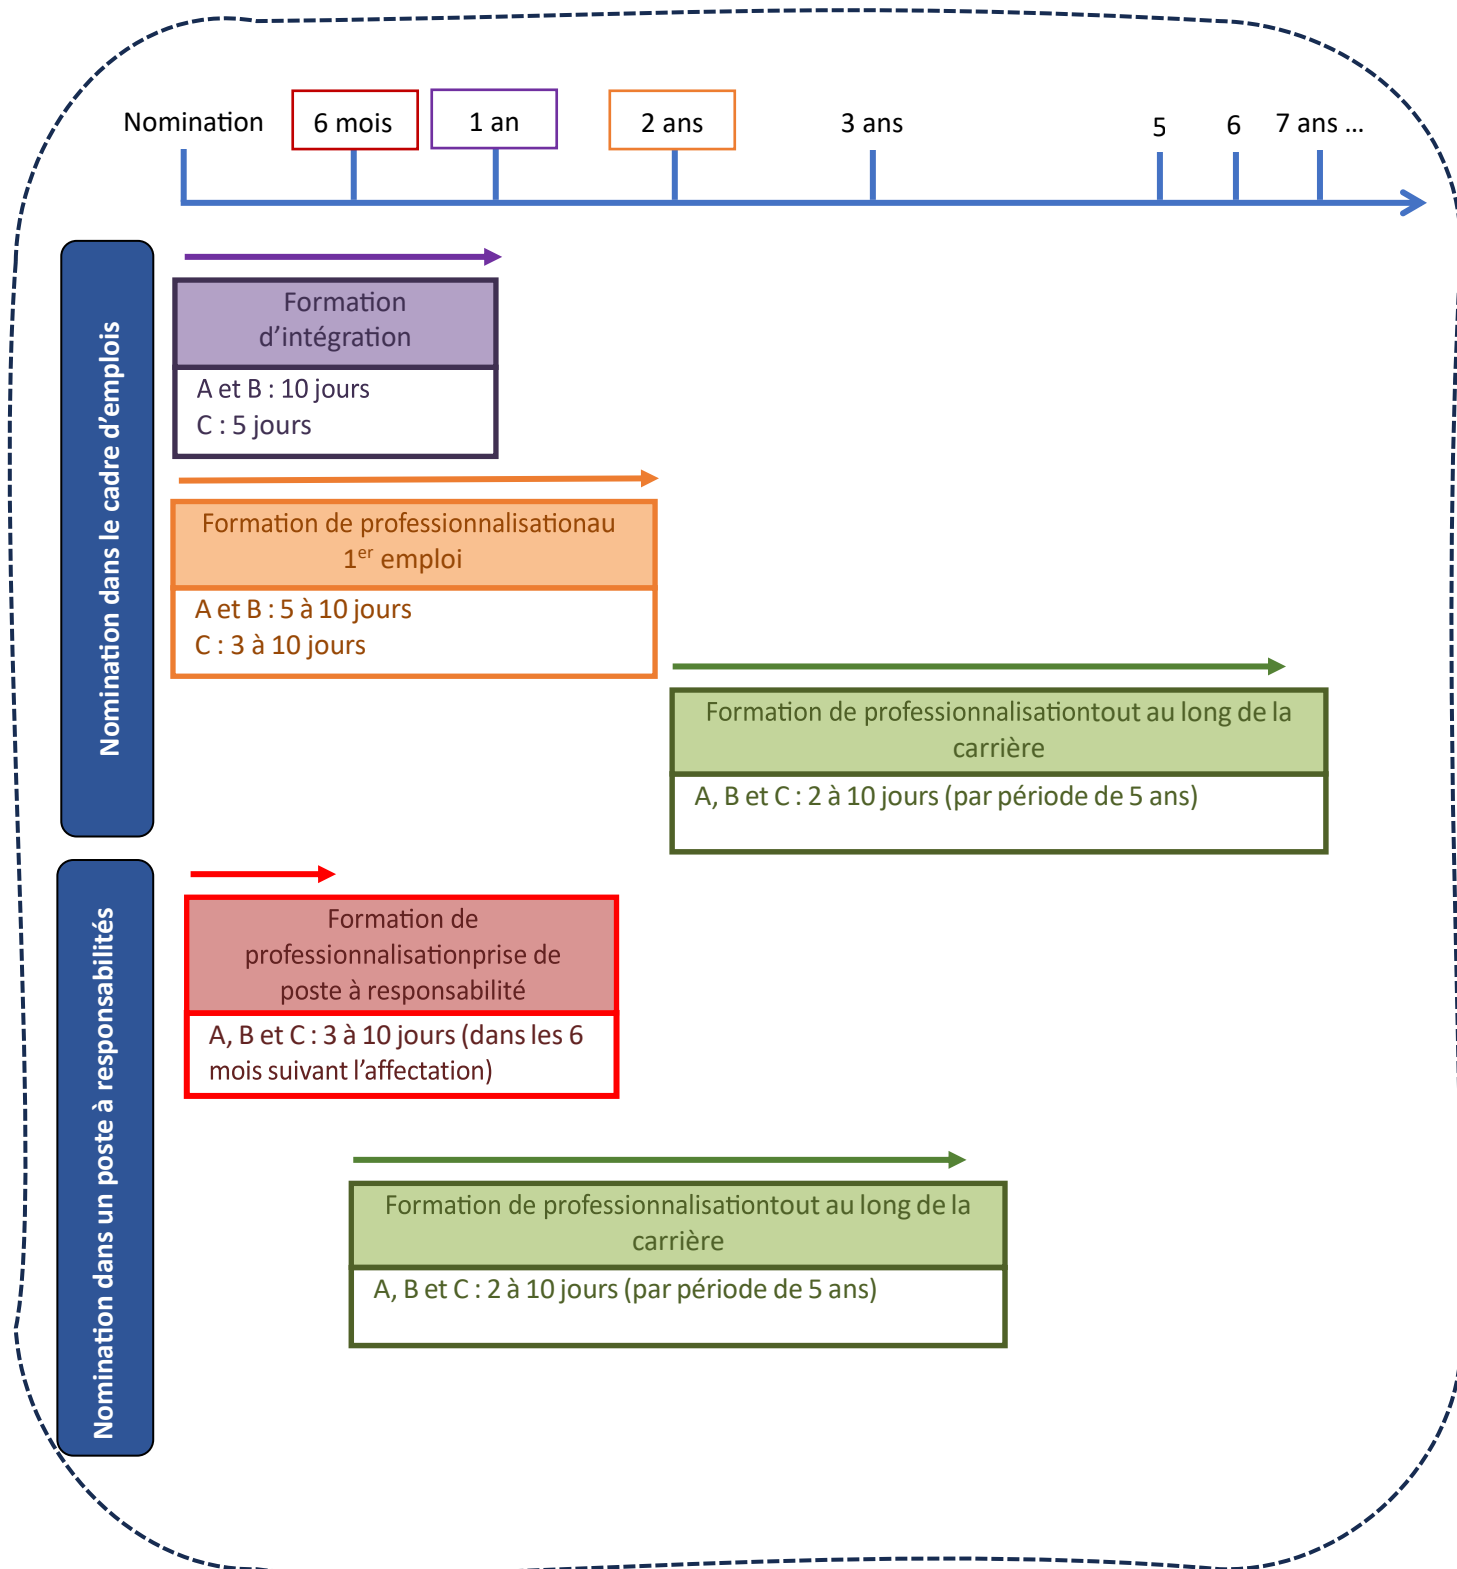 Nomination
6 mois
1 an
2 ans
3 ans
5
6
7 ans ...
Nomination dans le cadre d'emplois
Formation
d'intégration
A et B : 10 jours
C : 5 jours
Formation de professionnalisationau
1er emploi
A et B : 5 à 10 jours
C : 3 à 10 jours
Formation de professionnalisationtout au long de la
carrière
A, B et C : 2 à 10 jours (par période de 5 ans)
Nomination dans un poste à responsabilités
Formation de
professionnalisationprise de
poste à responsabilité
A, B et C : 3 à 10 jours (dans les 6
mois suivant l'affectation)
Formation de professionnalisationtout au long de la
carrière
A, B et C : 2 à 10 jours (par période de 5 ans)